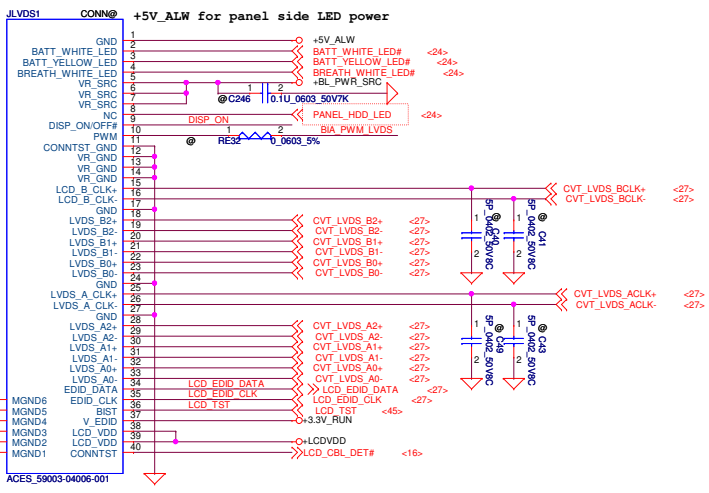 JLVDS1 CONN@ +5V_ALW for panel side LED power
GND 1 +5V_ALW
BATT_WHITE_LED 2 BATT_WHITE_LED# <24>
BATT_YELLOW_LED 3 BATT_YELLOW_LED# <24>
BREATH_WHITE_LED 4 BREATH_WHITE_LED# <24>
VR_SRC 5 +BL_PWR_SRC
VR_SRC 6 1 2
VR_SRC 7 @C246 0.1U_0603_50V7K
NC 8 PANEL_HDD_LED <24>
DISP_ON/OFF# 9 DISP_ON
PWM 10 1 2 BIA_PWM_LVDS
CONNTST_GND 11 @ RE32 0_0603_5%
VR_GND 12
VR_GND 13
VR_GND 14
LCD_B_CLK+ 15 CVT_LVDS_BCLK+ <27>
LCD_B_CLK- 16 CVT_LVDS_BCLK- <27>
GND 17
LVDS_B2+ 18 CVT_LVDS_B2+ <27>
LVDS_B2- 19 CVT_LVDS_B2- <27>
LVDS_B1+ 20 CVT_LVDS_B1+ <27>
LVDS_B1- 21 CVT_LVDS_B1- <27>
LVDS_B0+ 22 CVT_LVDS_B0+ <27>
LVDS_B0- 23 CVT_LVDS_B0- <27>
1 2 5P_0402_50V8C @ C40
1 2 5P_0402_50V8C @ C41
GND 24
LVDS_A_CLK+ 25 CVT_LVDS_ACLK+ <27>
LVDS_A_CLK- 26 CVT_LVDS_ACLK- <27>
GND 27
LVDS_A2+ 28 CVT_LVDS_A2+ <27>
LVDS_A2- 29 CVT_LVDS_A2- <27>
LVDS_A1+ 30 CVT_LVDS_A1+ <27>
LVDS_A1- 31 CVT_LVDS_A1- <27>
LVDS_A0+ 32 CVT_LVDS_A0+ <27>
LVDS_A0- 33 CVT_LVDS_A0- <27>
1 2 5P_0402_50V8C @ C49
1 2 5P_0402_50V8C @ C43
EDID_DATA 34 LCD_EDID_DATA LCD_EDID_DATA <27>
MGND6 EDID_CLK 35 LCD_EDID_CLK LCD_EDID_CLK <27>
MGND5 BIST 36 LCD_TST LCD_TST <45>
MGND4 V_EDID 37 +3.3V_RUN
MGND3 LCD_VDD 38
MGND2 LCD_VDD 39 +LCDVDD
MGND1 CONNTST 40 LCD_CBL_DET# <16>
ACES_59003-04006-001